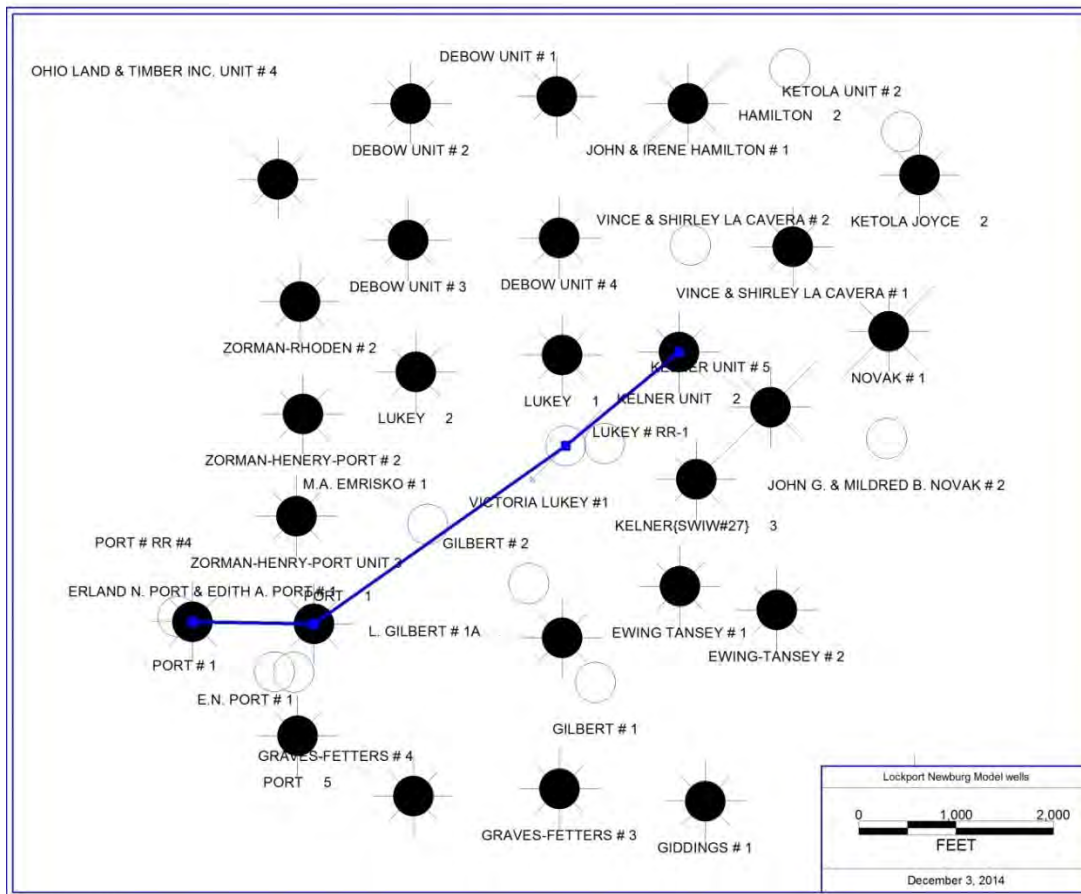 DEBOW UNIT # 1
OHIO LAND & TIMBER INC. UNIT # 4
KETOLA UNIT # 2
HAMILTON 2
DEBOW UNIT # 2
JOHN & IRENE HAMILTON # 1
VINCE & SHIRLEY LA CAVERA # 2
KETOLA JOYCE 2
DEBOW UNIT # 3
DEBOW UNIT # 4
VINCE & SHIRLEY LA CAVERA # 1
ZORMAN-RHODEN # 2
KELNER UNIT # 5
NOVAK # 1
LUKEY 2
LUKEY 1
KELNER UNIT 2
LUKEY # RR-1
ZORMAN-HENERY-PORT # 2
M.A. EMRISKO # 1
JOHN G. & MILDRED B. NOVAK # 2
VICTORIA LUKEY #1
KELNER{SWIW#27} 3
PORT # RR #4
GILBERT # 2
ZORMAN-HENRY-PORT UNIT 3
ERLAND N. PORT & EDITH A. PORT # 1
PORT 1
L. GILBERT # 1A
EWING TANSEY # 1
EWING-TANSEY # 2
PORT # 1
E.N. PORT # 1
GILBERT # 1
GRAVES-FETTERS # 4
PORT 5
GRAVES-FETTERS # 3
GIDDINGS # 1
Lockport Newburg Model wells
0 1,000 2,000
FEET
December 3, 2014